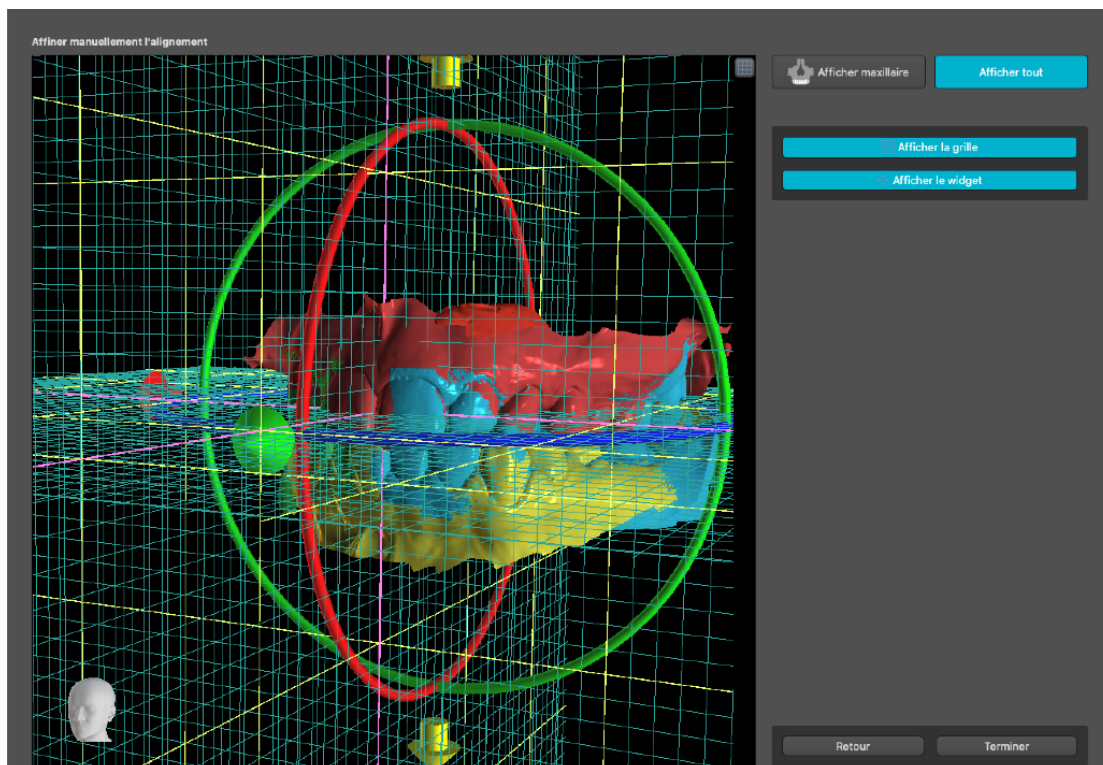 Affiner manuellement l'alignement
Afficher maxillaire
Afficher tout
Afficher la grille
Afficher le widget
Retour
Terminer